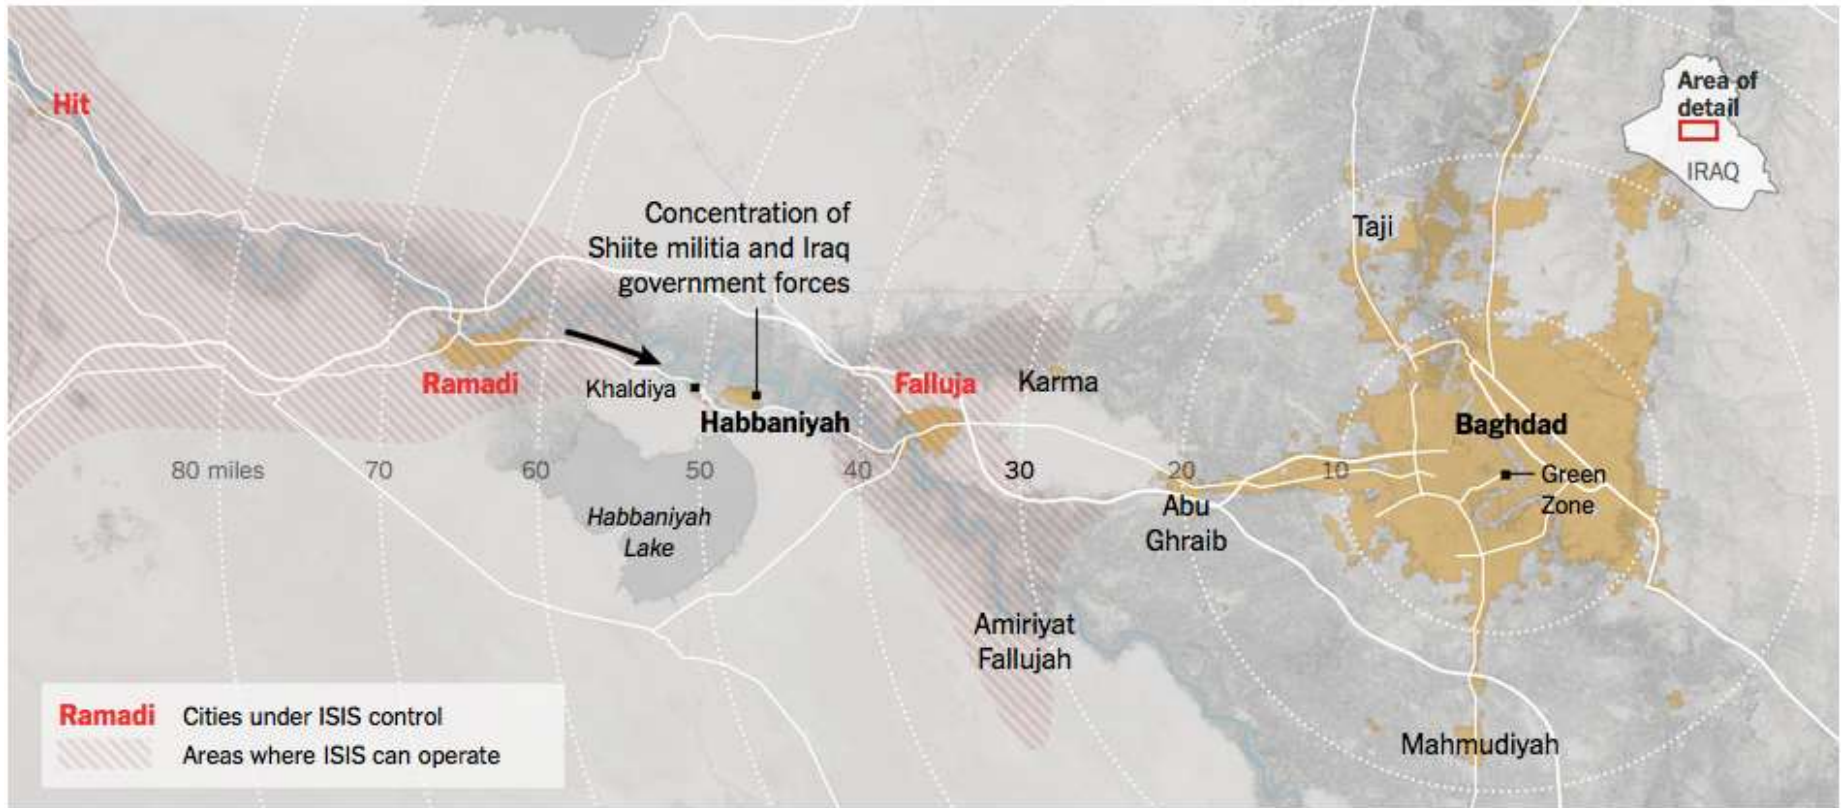 Hit
Area of
detail
IRAQ
Concentration of
Shiite militia and Iraq
government forces
Taji
Ramadi
Khaldiya
Habbaniyah
Falluja
Karma
Baghdad
80 miles
70
60
50
40
30
20
10
Green
Zone
Habbaniyah
Lake
Abu
Ghraib
Amiriyat
Fallujah
Mahmudiyah
Ramadi Cities under ISIS control
Areas where ISIS can operate